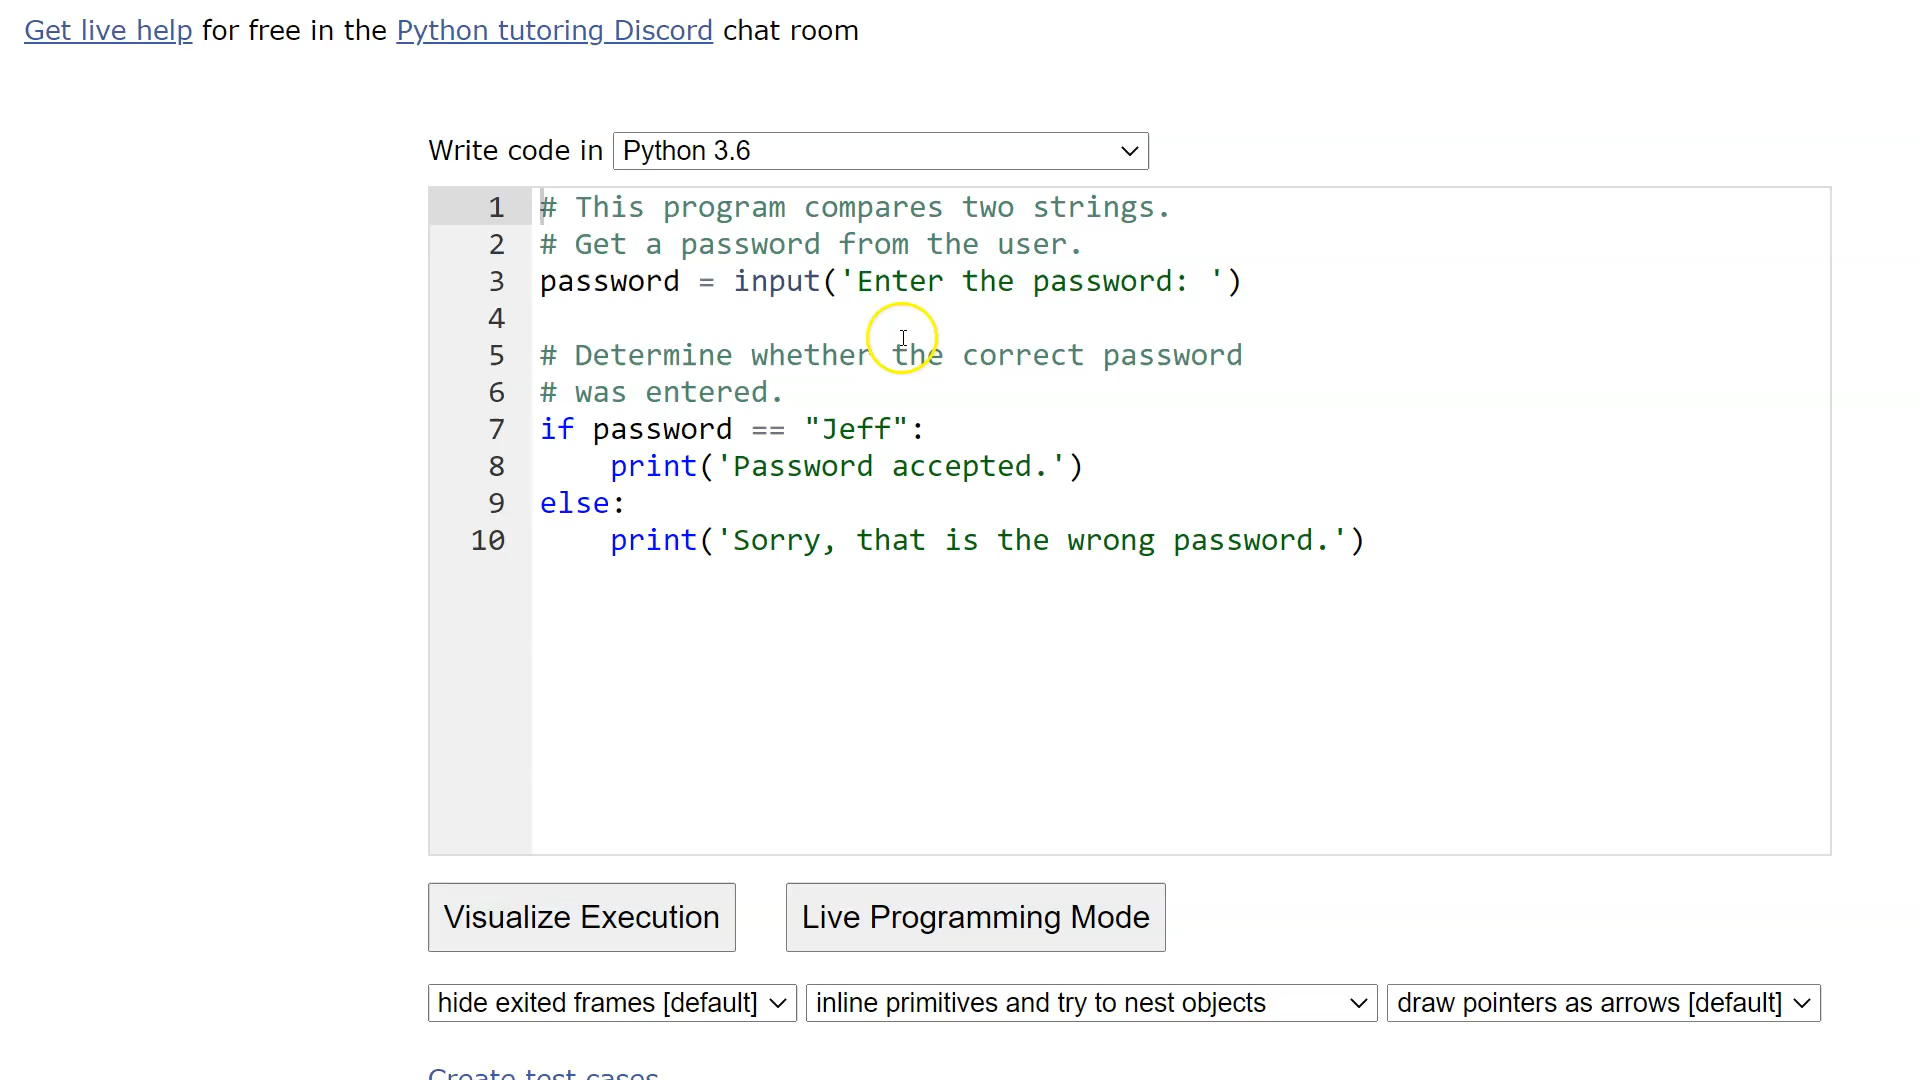 Get live help for free in the Python tutoring Discord chat room
Write code in Python 3.6
1 # This program compares two strings.
2 # Get a password from the user.
3 password = input('Enter the password: ')
4
5 # Determine whether the correct password
6 # was entered.
7 if password == "Jeff":
8     print('Password accepted.')
9 else:
10     print('Sorry, that is the wrong password.')
Visualize Execution Live Programming Mode
hide exited frames [default] inline primitives and try to nest objects draw pointers as arrows [default]
Create test cases